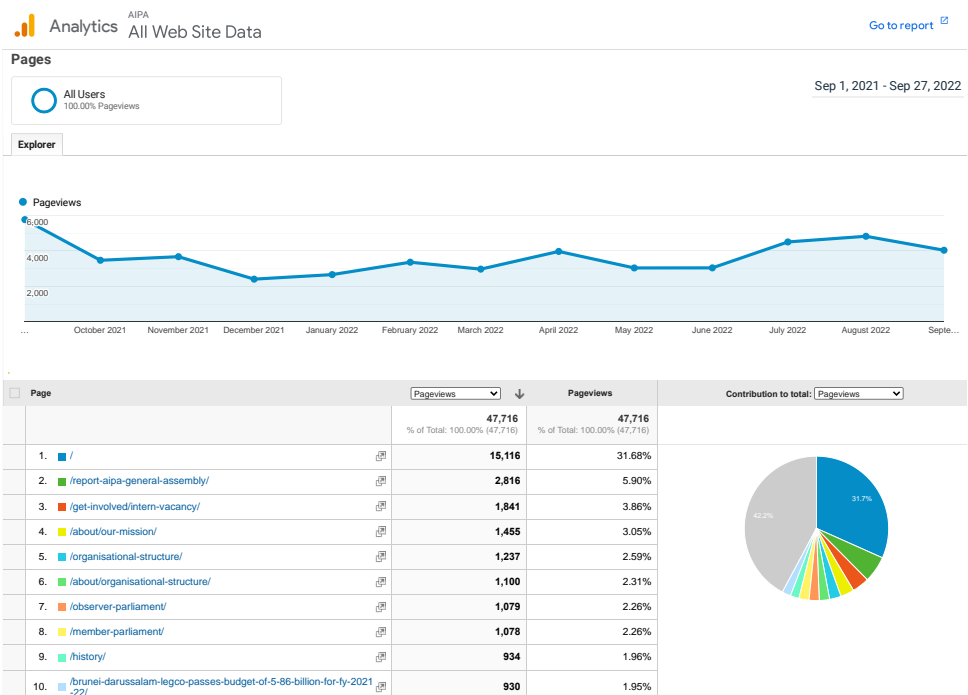 AIPA
Analytics All Web Site Data
Go to report
Pages
All Users
100.00% Pageviews
Sep 1, 2021 - Sep 27, 2022
Explorer
Pageviews
6,000
4,000
2,000
... October 2021 November 2021 December 2021 January 2022 February 2022 March 2022 April 2022 May 2022 June 2022 July 2022 August 2022 Septe...
Page Pageviews Pageviews Contribution to total: Pageviews
47,716 47,716
% of Total: 100.00% (47,716) % of Total: 100.00% (47,716)
1. / 15,116 31.68%
2. /report-aipa-general-assembly/ 2,816 5.90%
3. /get-involved/intern-vacancy/ 1,841 3.86%
4. /about/our-mission/ 1,455 3.05%
5. /organisational-structure/ 1,237 2.59%
6. /about/organisational-structure/ 1,100 2.31%
7. /observer-parliament/ 1,079 2.26%
8. /member-parliament/ 1,078 2.26%
9. /history/ 934 1.96%
10. /brunei-darussalam-legco-passes-budget-of-5-86-billion-for-fy-2021 930 1.95%
-22/
31.7%
42.2%